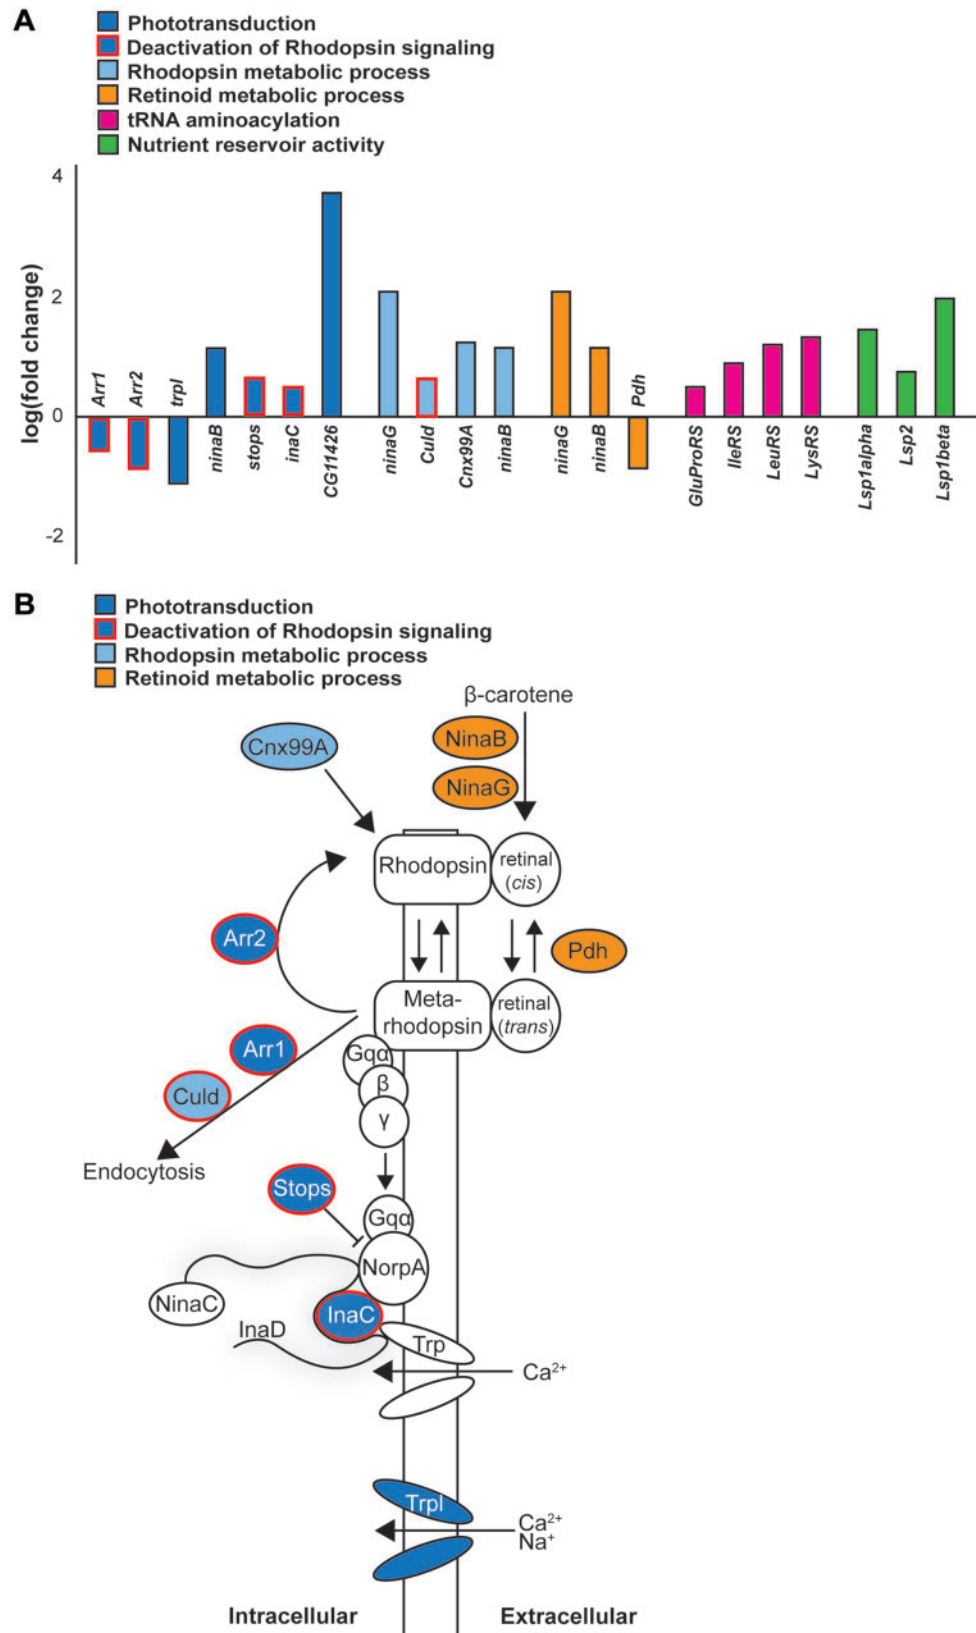 A
Phototransduction
Deactivation of Rhodopsin signaling
Rhodopsin metabolic process
Retinoid metabolic process
tRNA aminoacylation
Nutrient reservoir activity
log(fold change)
4
2
0
-2
Arr1
Arr2
trpl
ninaB
stops
inaC
CG11426
ninaG
Culd
Cnx99A
ninaB
ninaG
ninaB
Pdh
GluProRS
IleRS
LeuRS
LysRS
Lsp1alpha
Lsp2
Lsp1beta
B
Phototransduction
Deactivation of Rhodopsin signaling
Rhodopsin metabolic process
Retinoid metabolic process
β-carotene
Cnx99A
NinaB
NinaG
Rhodopsin
retinal
(cis)
Arr2
Pdh
Meta-
rhodopsin
retinal
(trans)
Arr1
Gqα
β
γ
Culd
Endocytosis
Stops
Gqα
NorpA
NinaC
InaC
InaD
Trp
Ca²⁺
Trpl
Ca²⁺
Na⁺
Intracellular
Extracellular